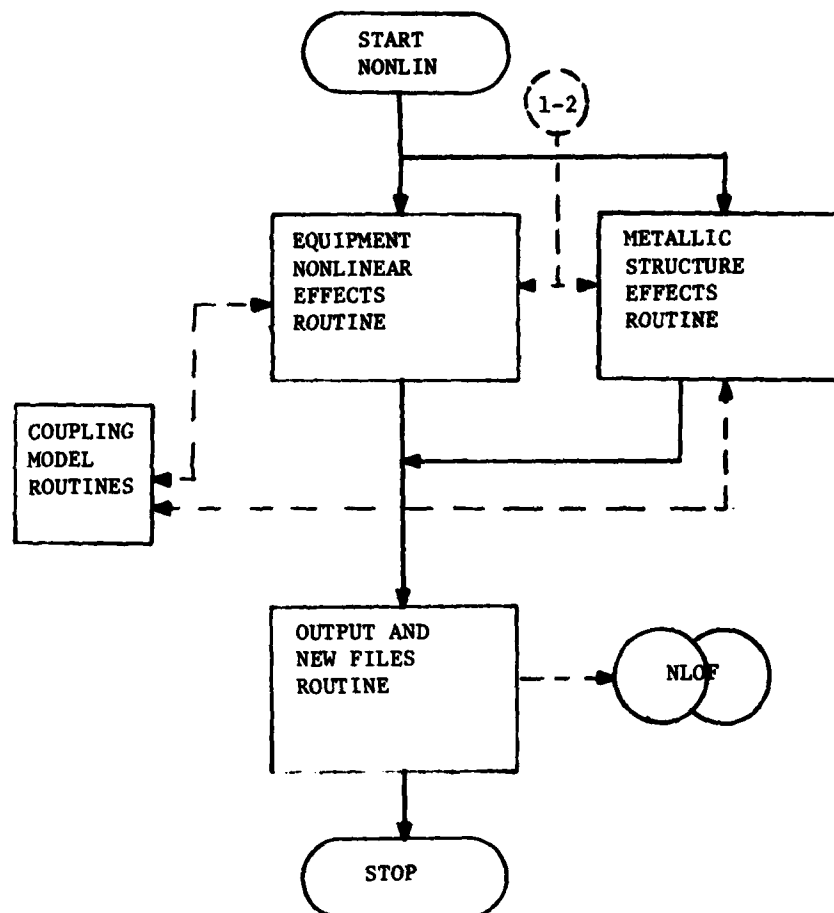 START
NONLIN
1-2
EQUIPMENT
NONLINEAR
EFFECTS
ROUTINE
METALLIC
STRUCTURE
EFFECTS
ROUTINE
COUPLING
MODEL
ROUTINES
OUTPUT AND
NEW FILES
ROUTINE
NLOF
STOP